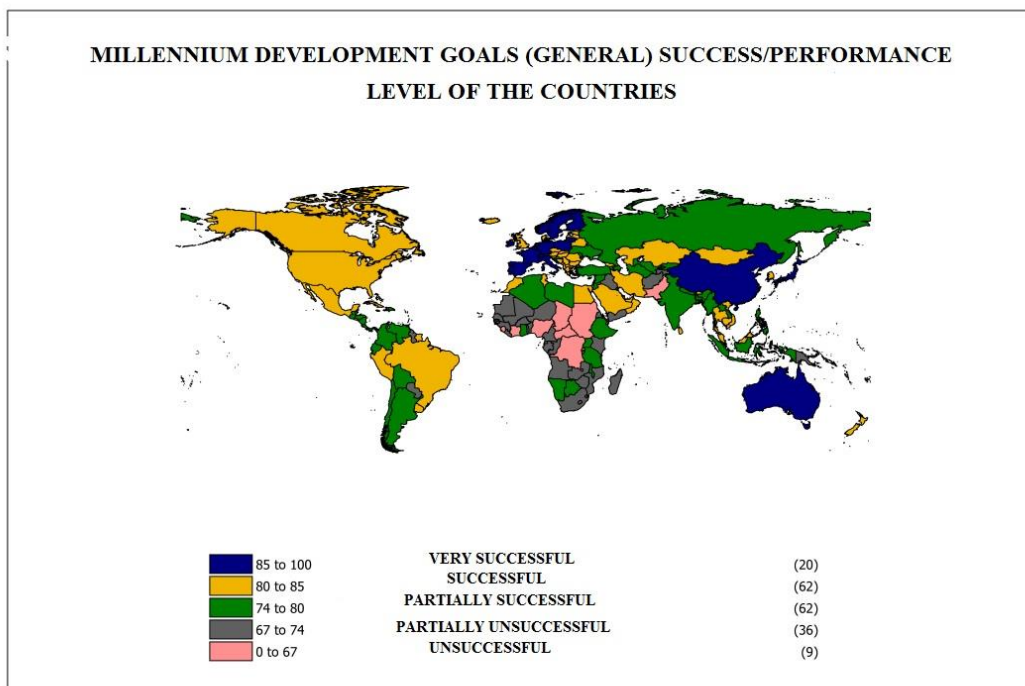 MILLENNIUM DEVELOPMENT GOALS (GENERAL) SUCCESS/PERFORMANCE
LEVEL OF THE COUNTRIES
85 to 100 VERY SUCCESSFUL (20)
80 to 85 SUCCESSFUL (62)
74 to 80 PARTIALLY SUCCESSFUL (62)
67 to 74 PARTIALLY UNSUCCESSFUL (36)
0 to 67 UNSUCCESSFUL (9)